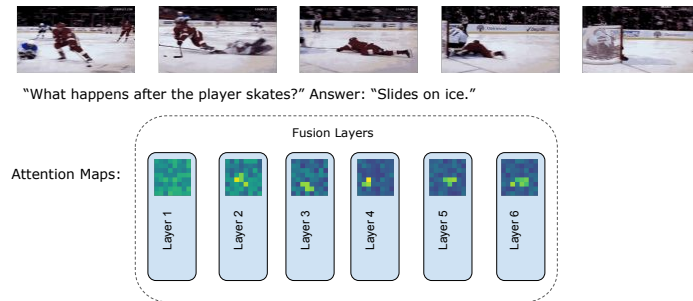 “What happens after the player skates?” Answer: “Slides on ice.”
Fusion Layers
Attention Maps:
Layer 1
Layer 2
Layer 3
Layer 4
Layer 5
Layer 6